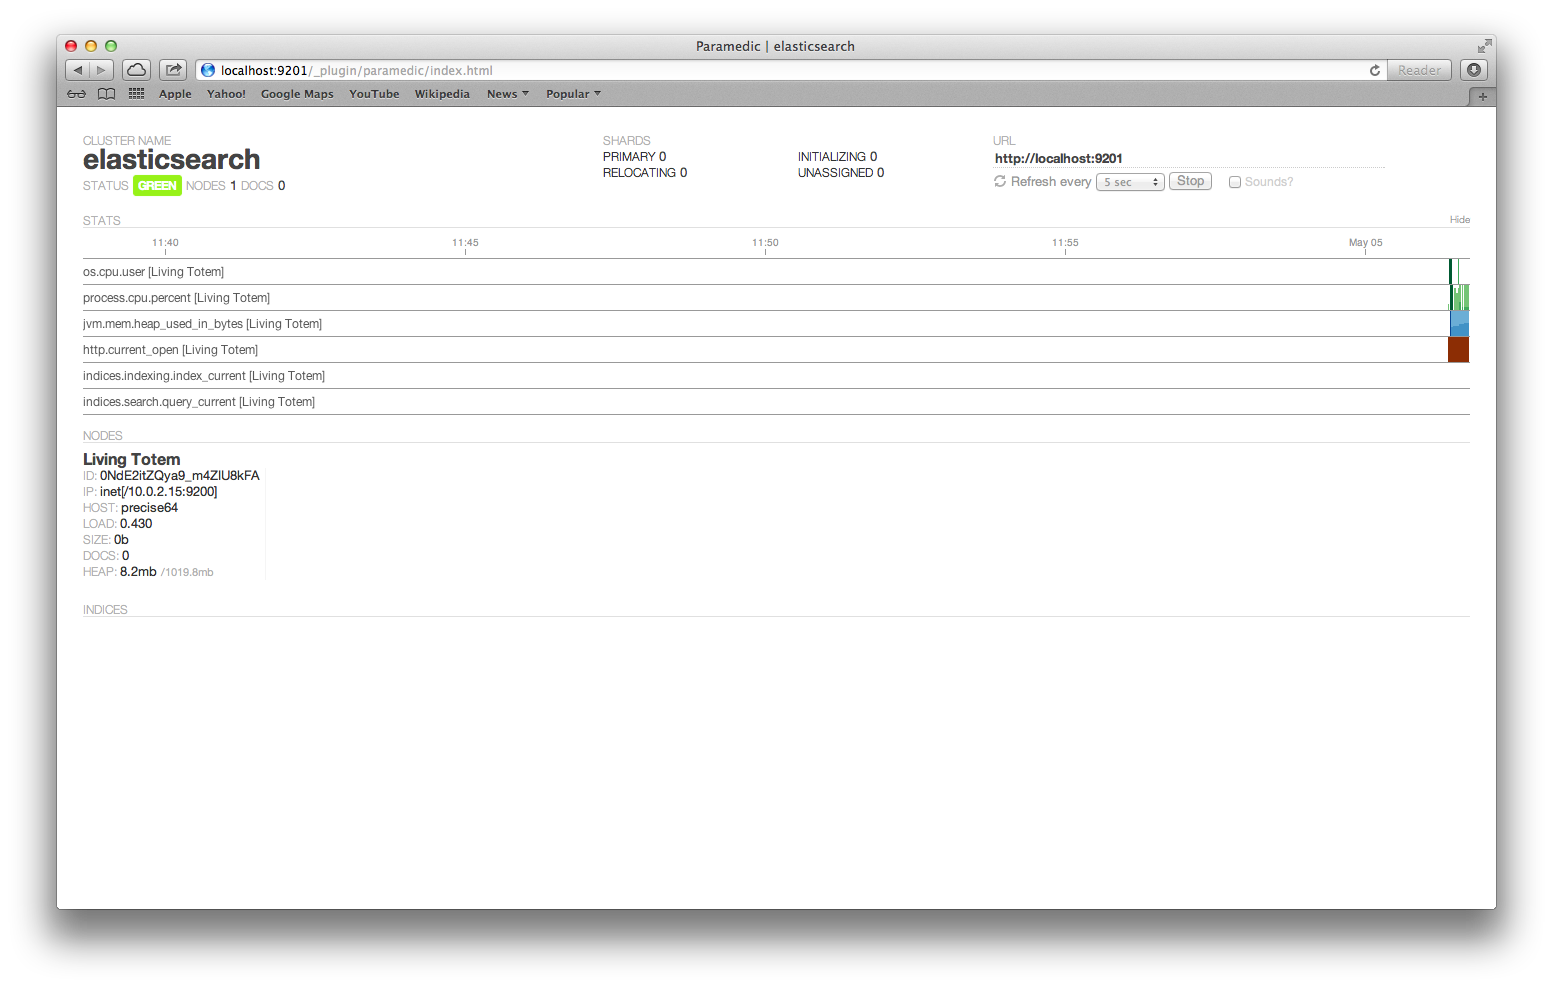 Paramedic | elasticsearch
localhost:9201/_plugin/paramedic/index.html
Reader
Apple Yahoo! Google Maps YouTube Wikipedia News Popular
CLUSTER NAME
elasticsearch
STATUS GREEN NODES 1 DOCS 0
SHARDS
PRIMARY 0 INITIALIZING 0
RELOCATING 0 UNASSIGNED 0
URL
http://localhost:9201
Refresh every 5 sec Stop Sounds?
STATS Hide
11:40 11:45 11:50 11:55 May 05
os.cpu.user [Living Totem]
process.cpu.percent [Living Totem]
jvm.mem.heap_used_in_bytes [Living Totem]
http.current_open [Living Totem]
indices.indexing.index_current [Living Totem]
indices.search.query_current [Living Totem]
NODES
Living Totem
ID: 0NdE2itZQya9_m4ZlU8kFA
IP: inet[/10.0.2.15:9200]
HOST: precise64
LOAD: 0.430
SIZE: 0b
DOCS: 0
HEAP: 8.2mb /1019.8mb
INDICES